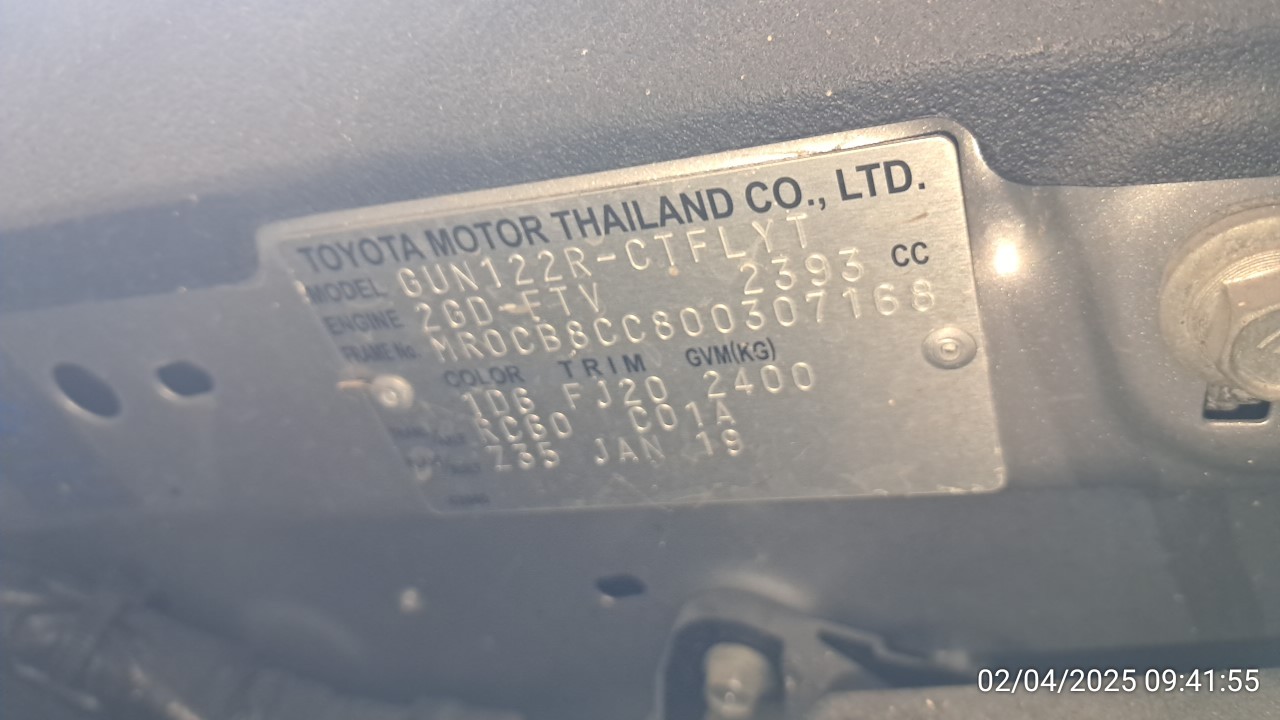 TOYOTA MOTOR THAILAND CO., LTD.
MODEL GUN122R-CTFLYT
ENGINE 2GD-FTV 2393 CC
FRAME No. MR0CB8CC800307168
COLOR TRIM GVM(KG)
1D6 FJ20 2400
RC60 C01A
Z35 JAN 19
02/04/2025 09:41:55